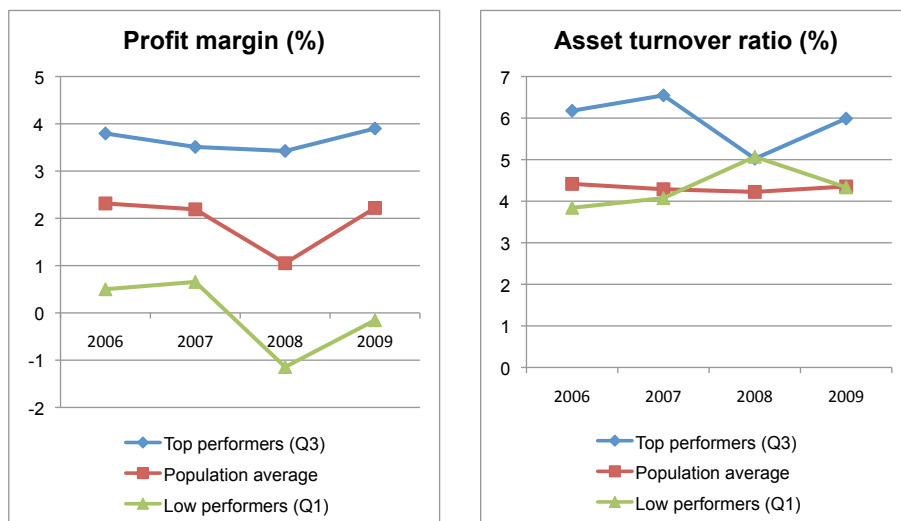 Profit margin (%)
5
4
3
2
1
0
-1
-2
2006 2007 2008 2009
Top performers (Q3)
Population average
Low performers (Q1)
Asset turnover ratio (%)
7
6
5
4
3
2
1
0
2006 2007 2008 2009
Top performers (Q3)
Population average
Low performers (Q1)